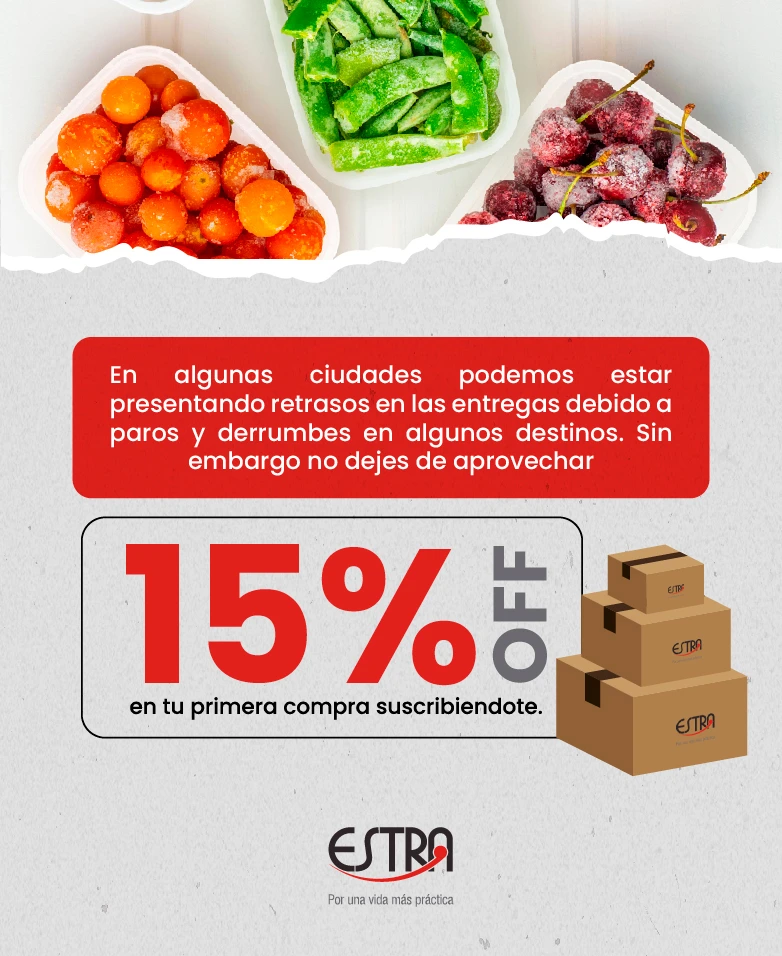 En algunas ciudades podemos estar
presentando retrasos en las entregas debido a
paros y derrumbes en algunos destinos. Sin
embargo no dejes de aprovechar
15%
OFF
en tu primera compra suscribiendote.
ESTRA
ESTRA
ESTRA
ESTRA
Por una vida más práctica